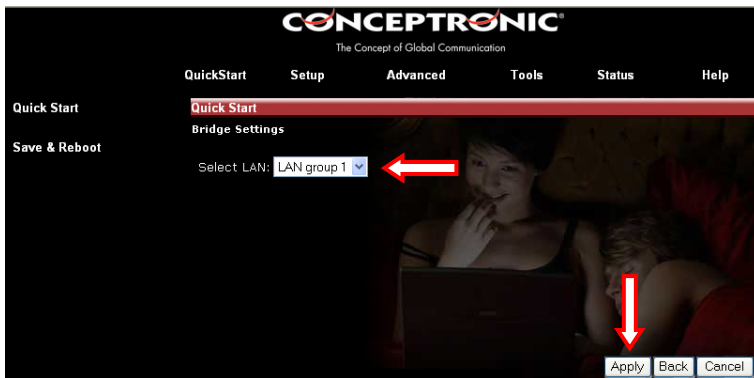 CONCEPTRONIC®
The Concept of Global Communication
QuickStart Setup Advanced Tools Status Help
Quick Start
Save & Reboot
Quick Start
Bridge Settings
Select LAN: LAN group 1
Apply Back Cancel